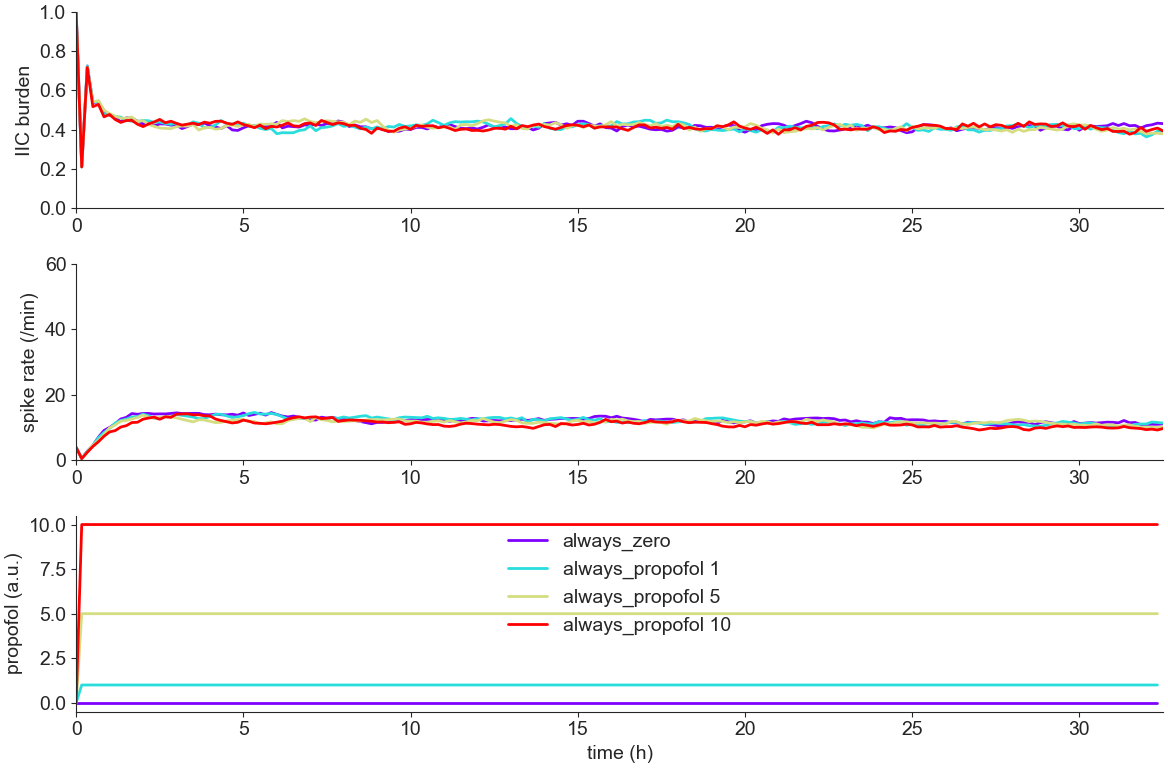 IIC burden
1.0
0.8
0.6
0.4
0.2
0.0
0 5 10 15 20 25 30
spike rate (/min)
60
40
20
0
0 5 10 15 20 25 30
propofol (a.u.)
10.0
7.5
5.0
2.5
0.0
always_zero
always_propofol 1
always_propofol 5
always_propofol 10
0 5 10 15 20 25 30
time (h)